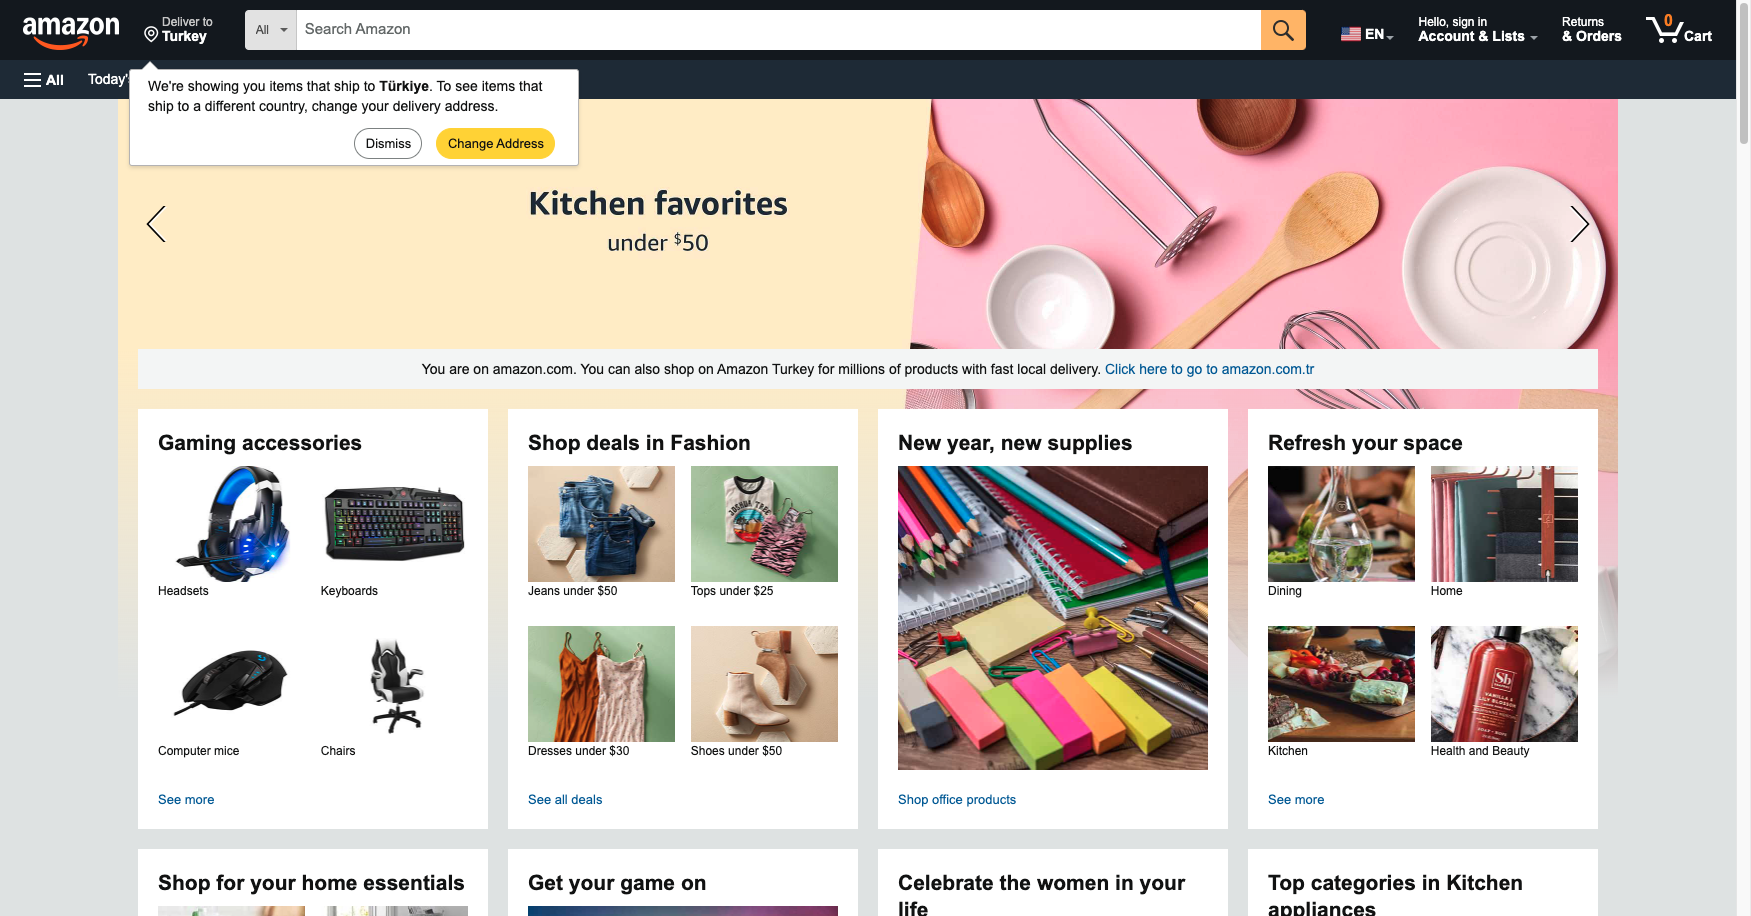 amazon
Deliver to
Turkey
All
Search Amazon
EN
Hello, sign in
Account & Lists
Returns
& Orders
0
Cart
All
Today's
We're showing you items that ship to Türkiye. To see items that
ship to a different country, change your delivery address.
Dismiss
Change Address
Kitchen favorites
under $50
You are on amazon.com. You can also shop on Amazon Turkey for millions of products with fast local delivery. Click here to go to amazon.com.tr
Gaming accessories
Headsets
Keyboards
Computer mice
Chairs
See more
Shop deals in Fashion
JOSHUA TREE
Jeans under $50
Tops under $25
Dresses under $30
Shoes under $50
See all deals
New year, new supplies
Shop office products
Refresh your space
Dining
Home
Sb
VANILLA &
LILY BLOSSOM
Kitchen
Health and Beauty
See more
Shop for your home essentials
Get your game on
Celebrate the women in your
life
Top categories in Kitchen
appliances